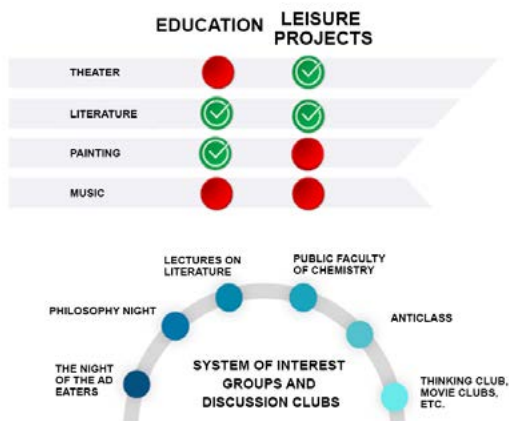 EDUCATION
LEISURE
PROJECTS
THEATER
LITERATURE
PAINTING
MUSIC
LECTURES ON
LITERATURE
PUBLIC FACULTY
OF CHEMISTRY
PHILOSOPHY NIGHT
ANTICLASS
THE NIGHT
OF THE AD
EATERS
SYSTEM OF INTEREST
GROUPS AND
DISCUSSION CLUBS
THINKING CLUB,
MOVIE CLUBS,
ETC.